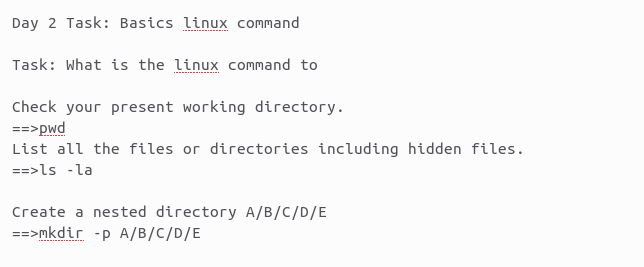 Day 2 Task: Basics linux command
Task: What is the linux command to
Check your present working directory.
==>pwd
List all the files or directories including hidden files.
==>ls -la
Create a nested directory A/B/C/D/E
==>mkdir -p A/B/C/D/E